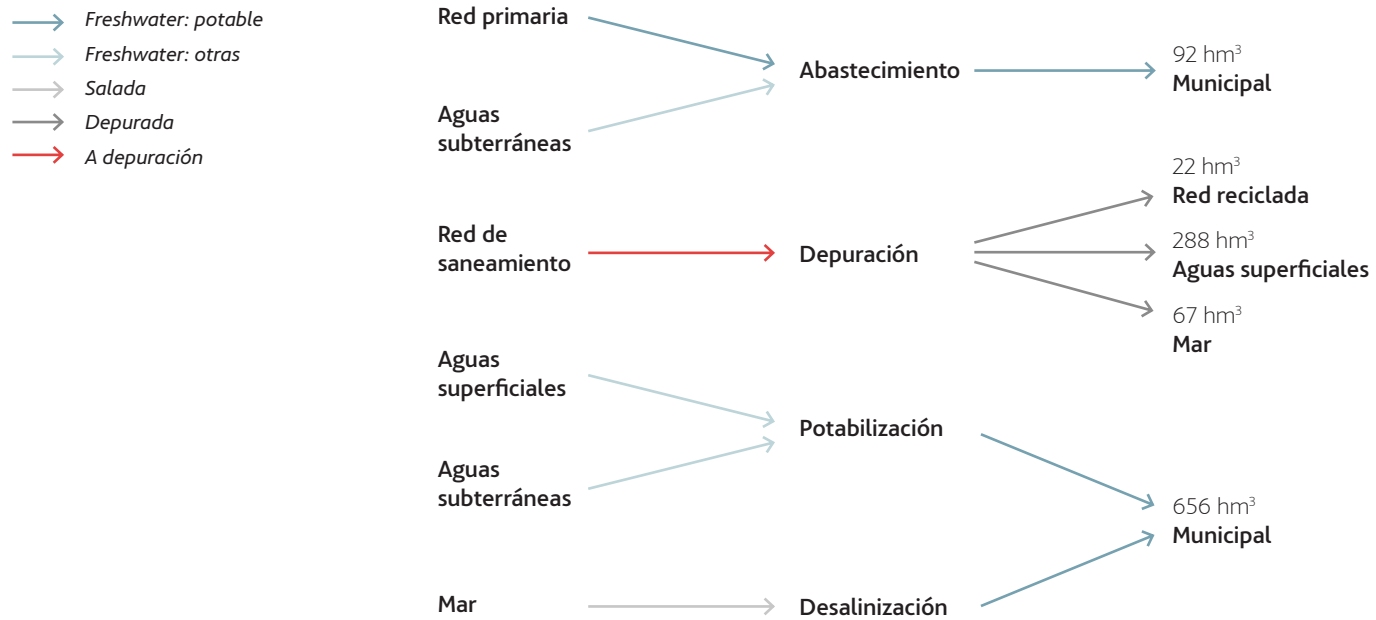 Freshwater: potable
Freshwater: otras
Salada
Depurada
A depuración
Red primaria
Aguas
subterráneas
Abastecimiento
92 hm³
Municipal
Red de
saneamiento
Depuración
22 hm³
Red reciclada
288 hm³
Aguas superficiales
67 hm³
Mar
Aguas
superficiales
Aguas
subterráneas
Potabilización
Mar
Desalinización
656 hm³
Municipal